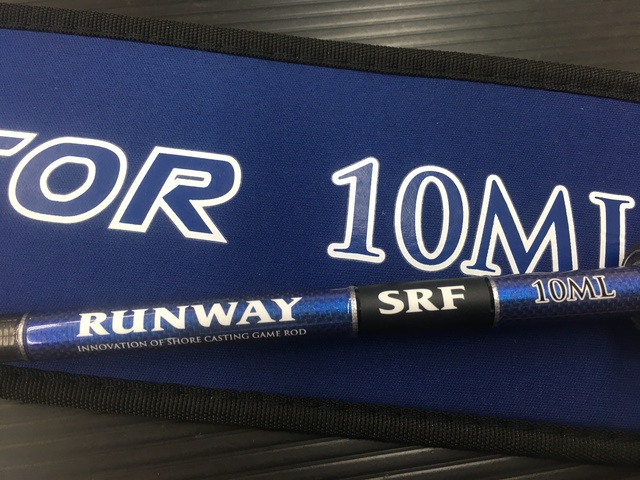 TOR 10ML
RUNWAY SRF 10ML
INNOVATION OF SHORE CASTING GAME ROD